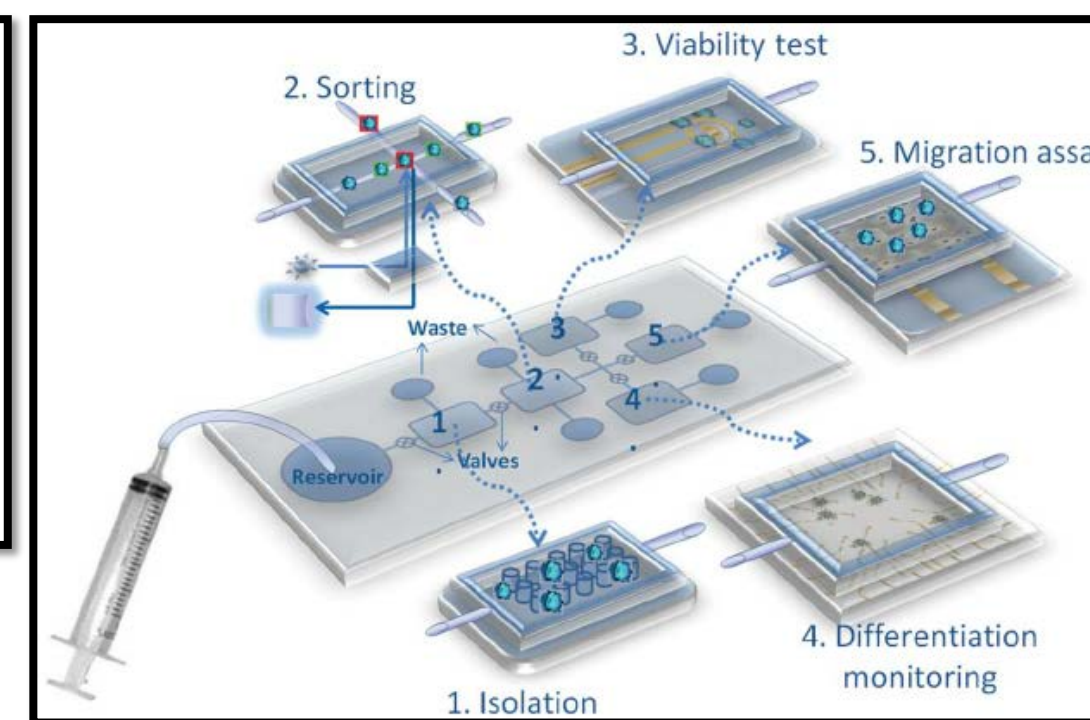 3. Viability test
2. Sorting
5. Migration assa
Waste
3
5
2
4
1
Valves
Reservoir
4. Differentiation
monitoring
1. Isolation